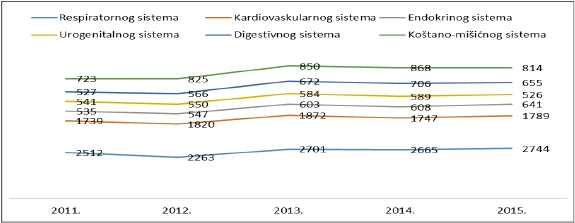 Respiratornog sistema Kardiovaskularnog sistema Endokrinog sistema
Urogenitalnog sistema Digestivnog sistema Koštano-mišićnog sistema
723 825 850 868 814
527 566 672 706 655
541 550 584 589 526
535 547 603 608 641
1739 1820 1872 1747 1789
2512 2263 2701 2665 2744
2011. 2012. 2013. 2014. 2015.